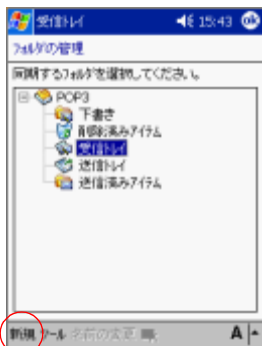 受信トレイ 15:43
フォルダの管理
同期するフォルダを選択してください。
POP3
下書き
削除済みアイテム
受信トレイ
送信トレイ
送信済みアイテム
新規 ツール 名前の変更 A